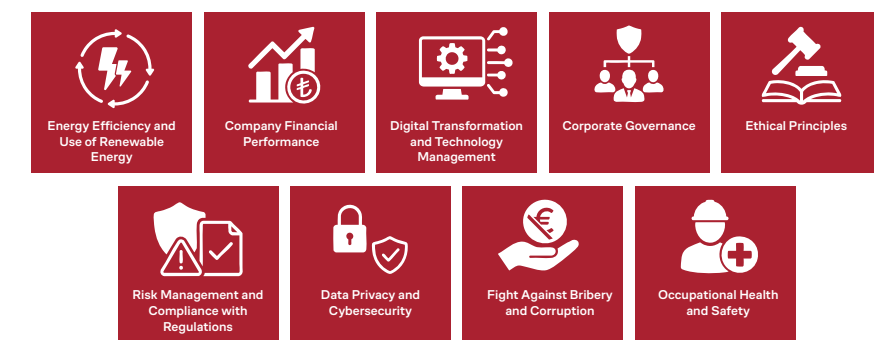 Energy Efficiency and
Use of Renewable
Energy
Company Financial
Performance
Digital Transformation
and Technology
Management
Corporate Governance
Ethical Principles
Risk Management and
Compliance with
Regulations
Data Privacy and
Cybersecurity
Fight Against Bribery
and Corruption
Occupational Health
and Safety